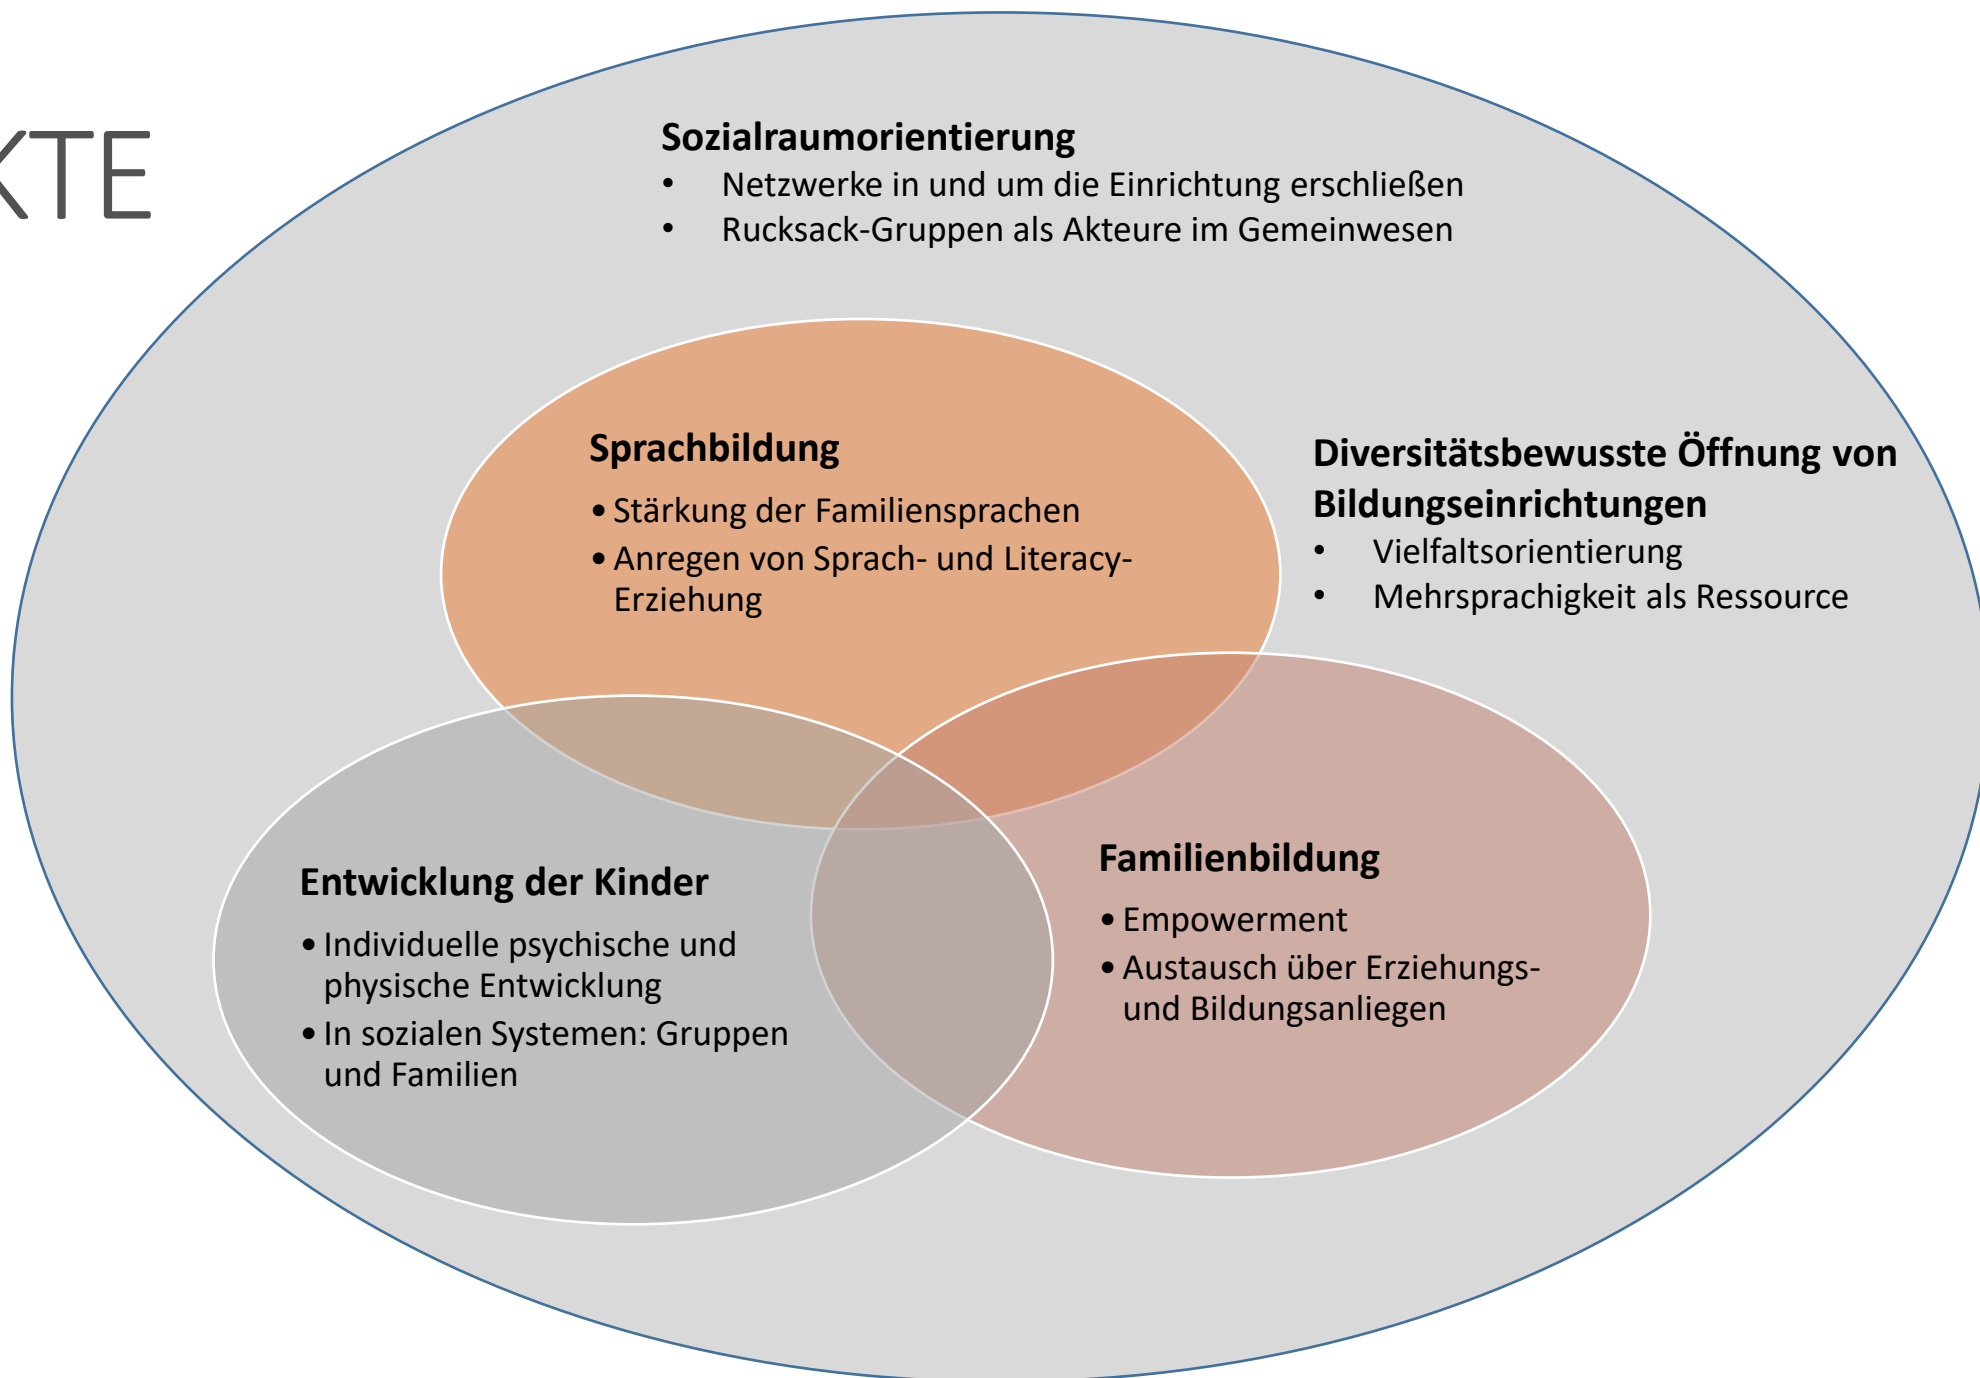 KTE
Sozialraumorientierung
• Netzwerke in und um die Einrichtung erschließen
• Rucksack-Gruppen als Akteure im Gemeinwesen
Sprachbildung
• Stärkung der Familiensprachen
• Anregen von Sprach- und Literacy-
Erziehung
Diversitätsbewusste Öffnung von
Bildungseinrichtungen
• Vielfaltsorientierung
• Mehrsprachigkeit als Ressource
Entwicklung der Kinder
• Individuelle psychische und
physische Entwicklung
• In sozialen Systemen: Gruppen
und Familien
Familienbildung
• Empowerment
• Austausch über Erziehungs-
und Bildungsanliegen